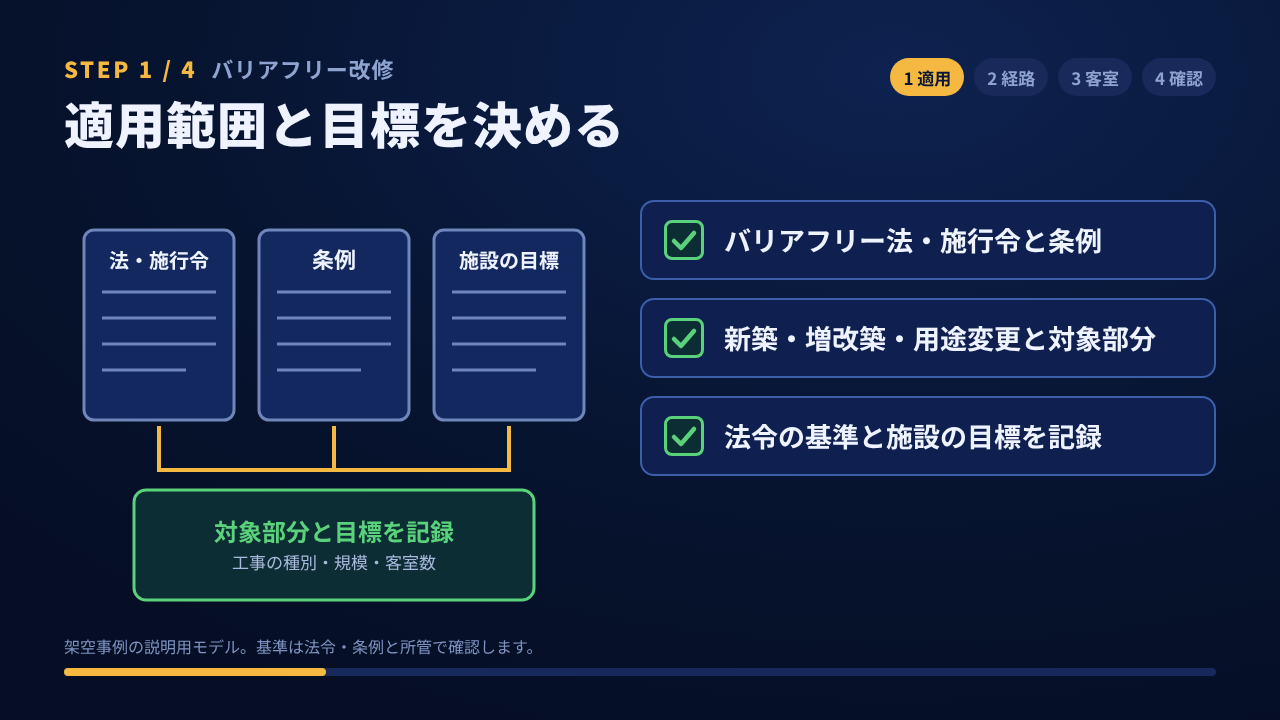 STEP 1 / 4 バリアフリー改修
1 適用
2 経路
3 客室
4 確認
適用範囲と目標を決める
法・施行令
条例
施設の目標
対象部分と目標を記録
工事の種別・規模・客室数
バリアフリー法・施行令と条例
新築・増改築・用途変更と対象部分
法令の基準と施設の目標を記録
架空事例の説明用モデル。基準は法令・条例と所管で確認します。